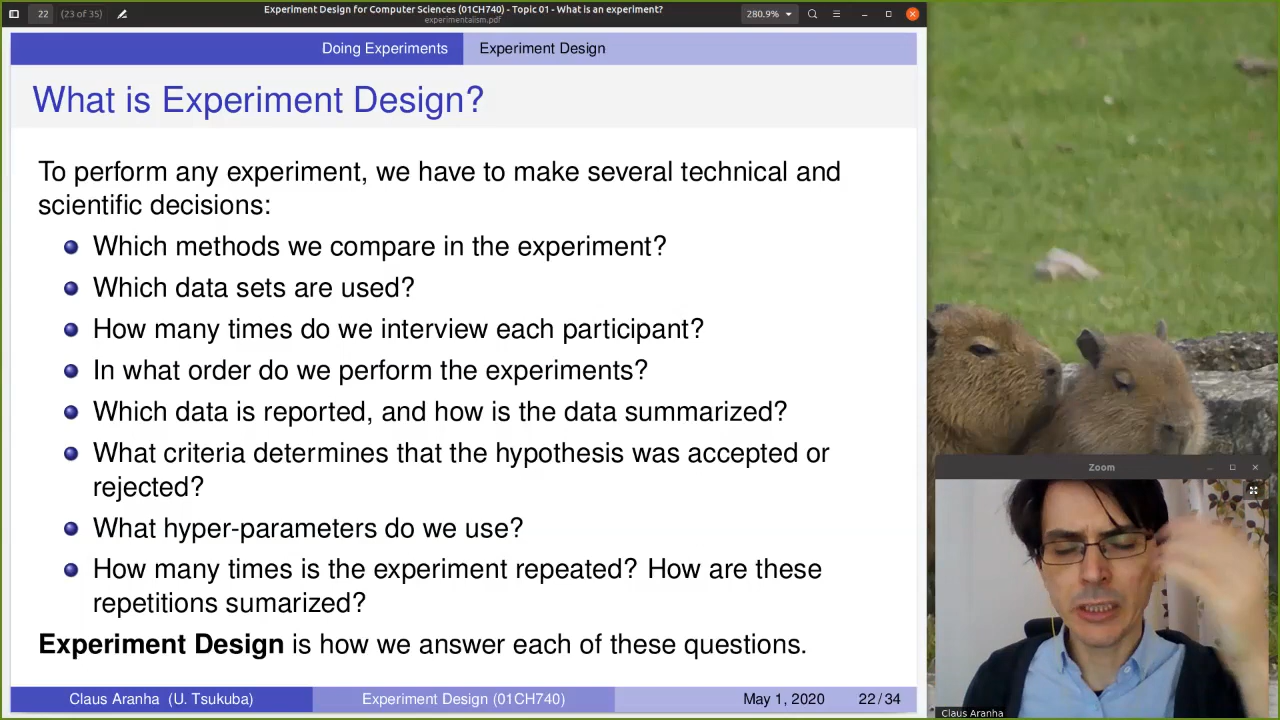 22 (23 of 35) Experiment Design for Computer Sciences (01CH740) - Topic 01 - What is an experiment? 280.9%
experimentalism.pdf
Doing Experiments Experiment Design
What is Experiment Design?
To perform any experiment, we have to make several technical and
scientific decisions:
Which methods we compare in the experiment?
Which data sets are used?
How many times do we interview each participant?
In what order do we perform the experiments?
Which data is reported, and how is the data summarized?
What criteria determines that the hypothesis was accepted or
rejected?
What hyper-parameters do we use?
How many times is the experiment repeated? How are these
repetitions sumarized?
Experiment Design is how we answer each of these questions.
Claus Aranha (U. Tsukuba) Experiment Design (01CH740) May 1, 2020 22 / 34
Zoom
Claus Aranha